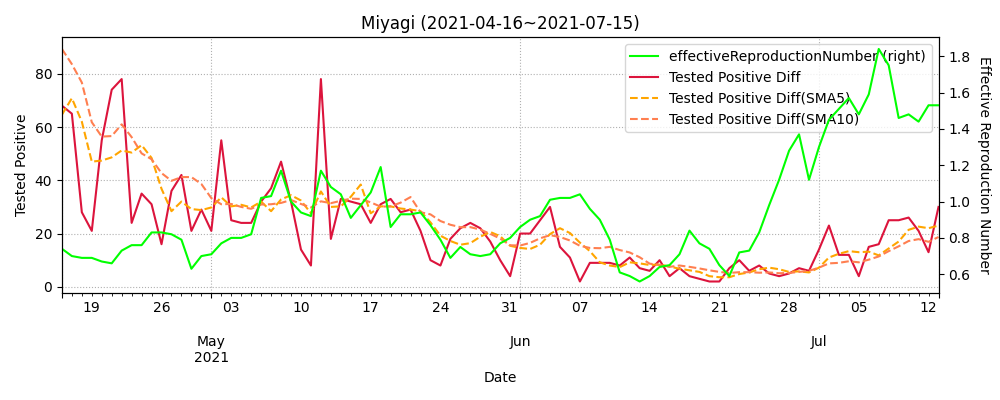 Miyagi (2021-04-16~2021-07-15)
effectiveReproductionNumber (right)
Tested Positive Diff
Tested Positive Diff(SMA5)
Tested Positive Diff(SMA10)
Tested Positive
80
60
40
20
0
1.8
1.6
1.4
1.2
1.0
0.8
0.6
Effective Reproduction Number
19 26 03 10 17 24 31 07 14 21 28 05 12
May Jun Jul
2021
Date